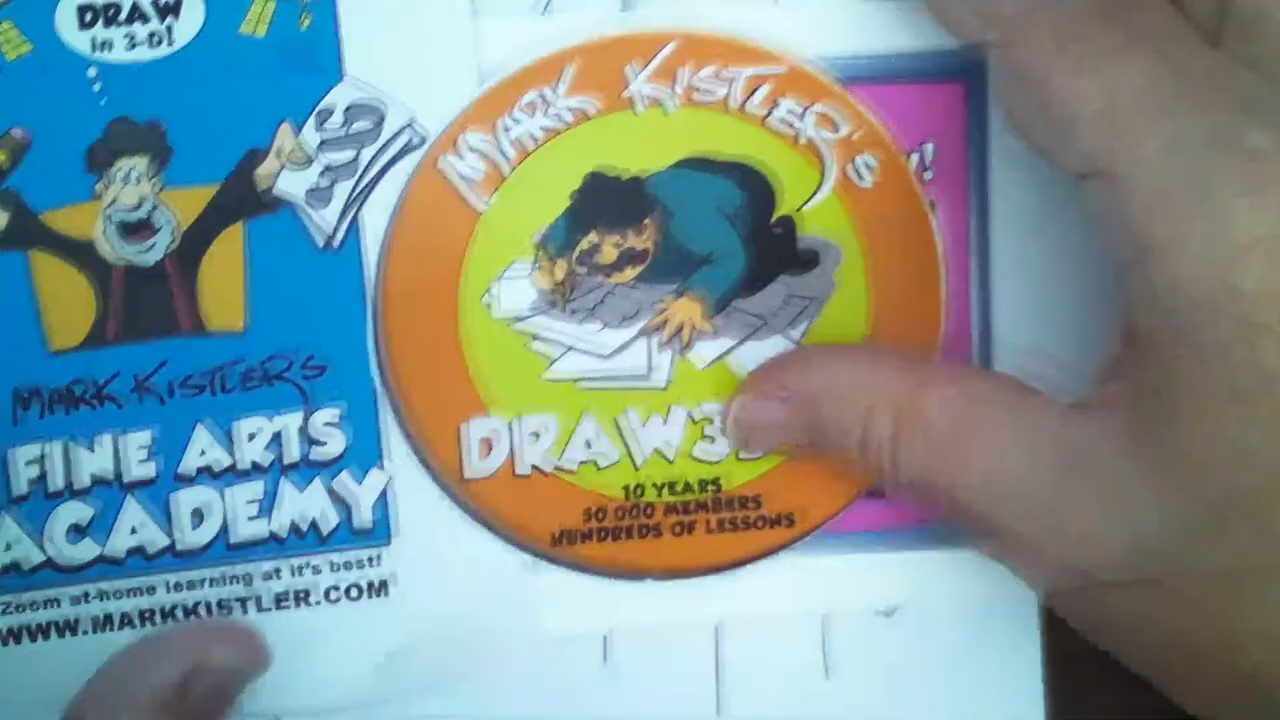 DRAW
in 3-D!
MARK KISTLER'S
FINE ARTS
ACADEMY
Zoom at-home learning at it's best!
WWW.MARKKISTLER.COM
MARK KISTLER's
DRAW3
10 YEARS
50,000 MEMBERS
HUNDREDS OF LESSONS